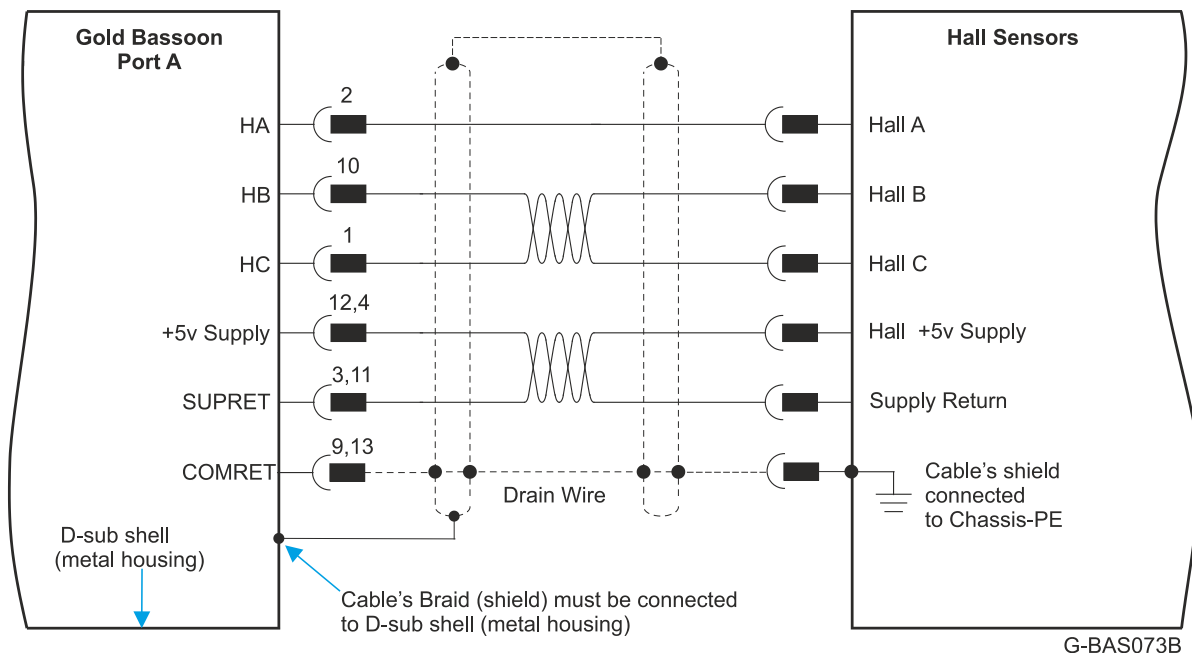 Gold Bassoon
Port A
Hall Sensors
2
HA
Hall A
10
HB
Hall B
1
HC
Hall C
12,4
+5v Supply
Hall +5v Supply
3,11
SUPRET
Supply Return
9,13
COMRET
Drain Wire
Cable's shield
connected
to Chassis-PE
D-sub shell
(metal housing)
Cable's Braid (shield) must be connected
to D-sub shell (metal housing)
G-BAS073B